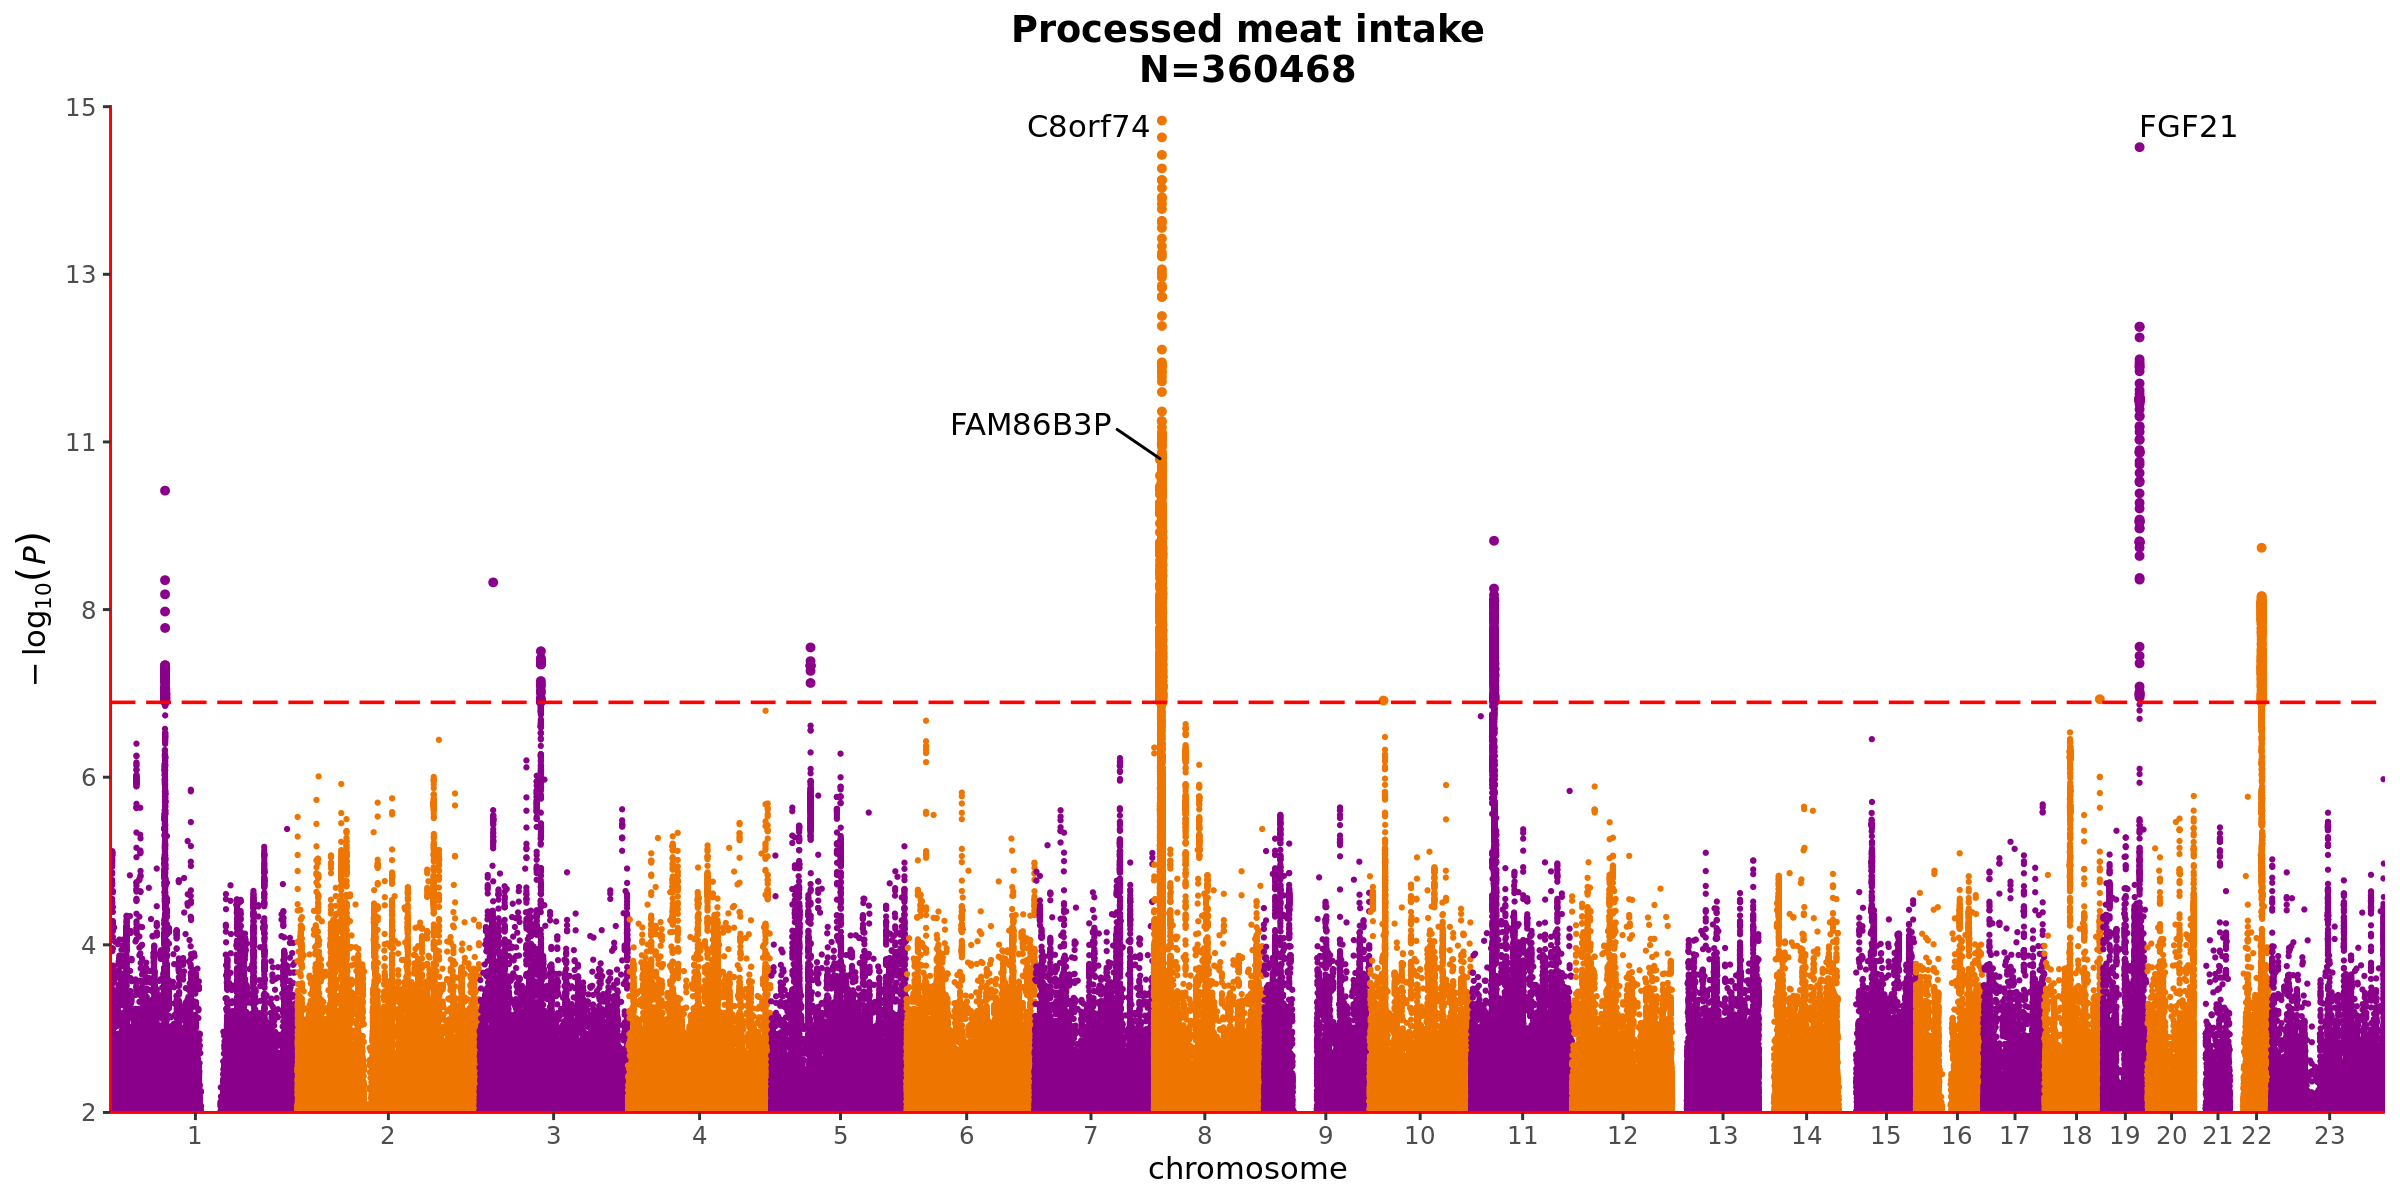 Processed meat intake
N=360468
15
C8orf74
FGF21
13
11
FAM86B3P
8
6
4
2
−log10(P)
1 2 3 4 5 6 7 8 9 10 11 12 13 14 15 16 17 18 19 20 21 22 23
chromosome